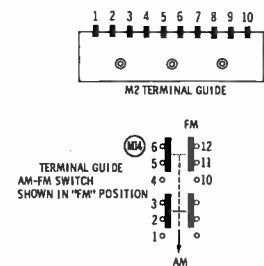 1 2 3 4 5 6 7 8 9 10
M2 TERMINAL GUIDE
FM
M14
6 12
5 11
4 10
TERMINAL GUIDE
AM-FM SWITCH
SHOWN IN "FM" POSITION
3
2
1
AM